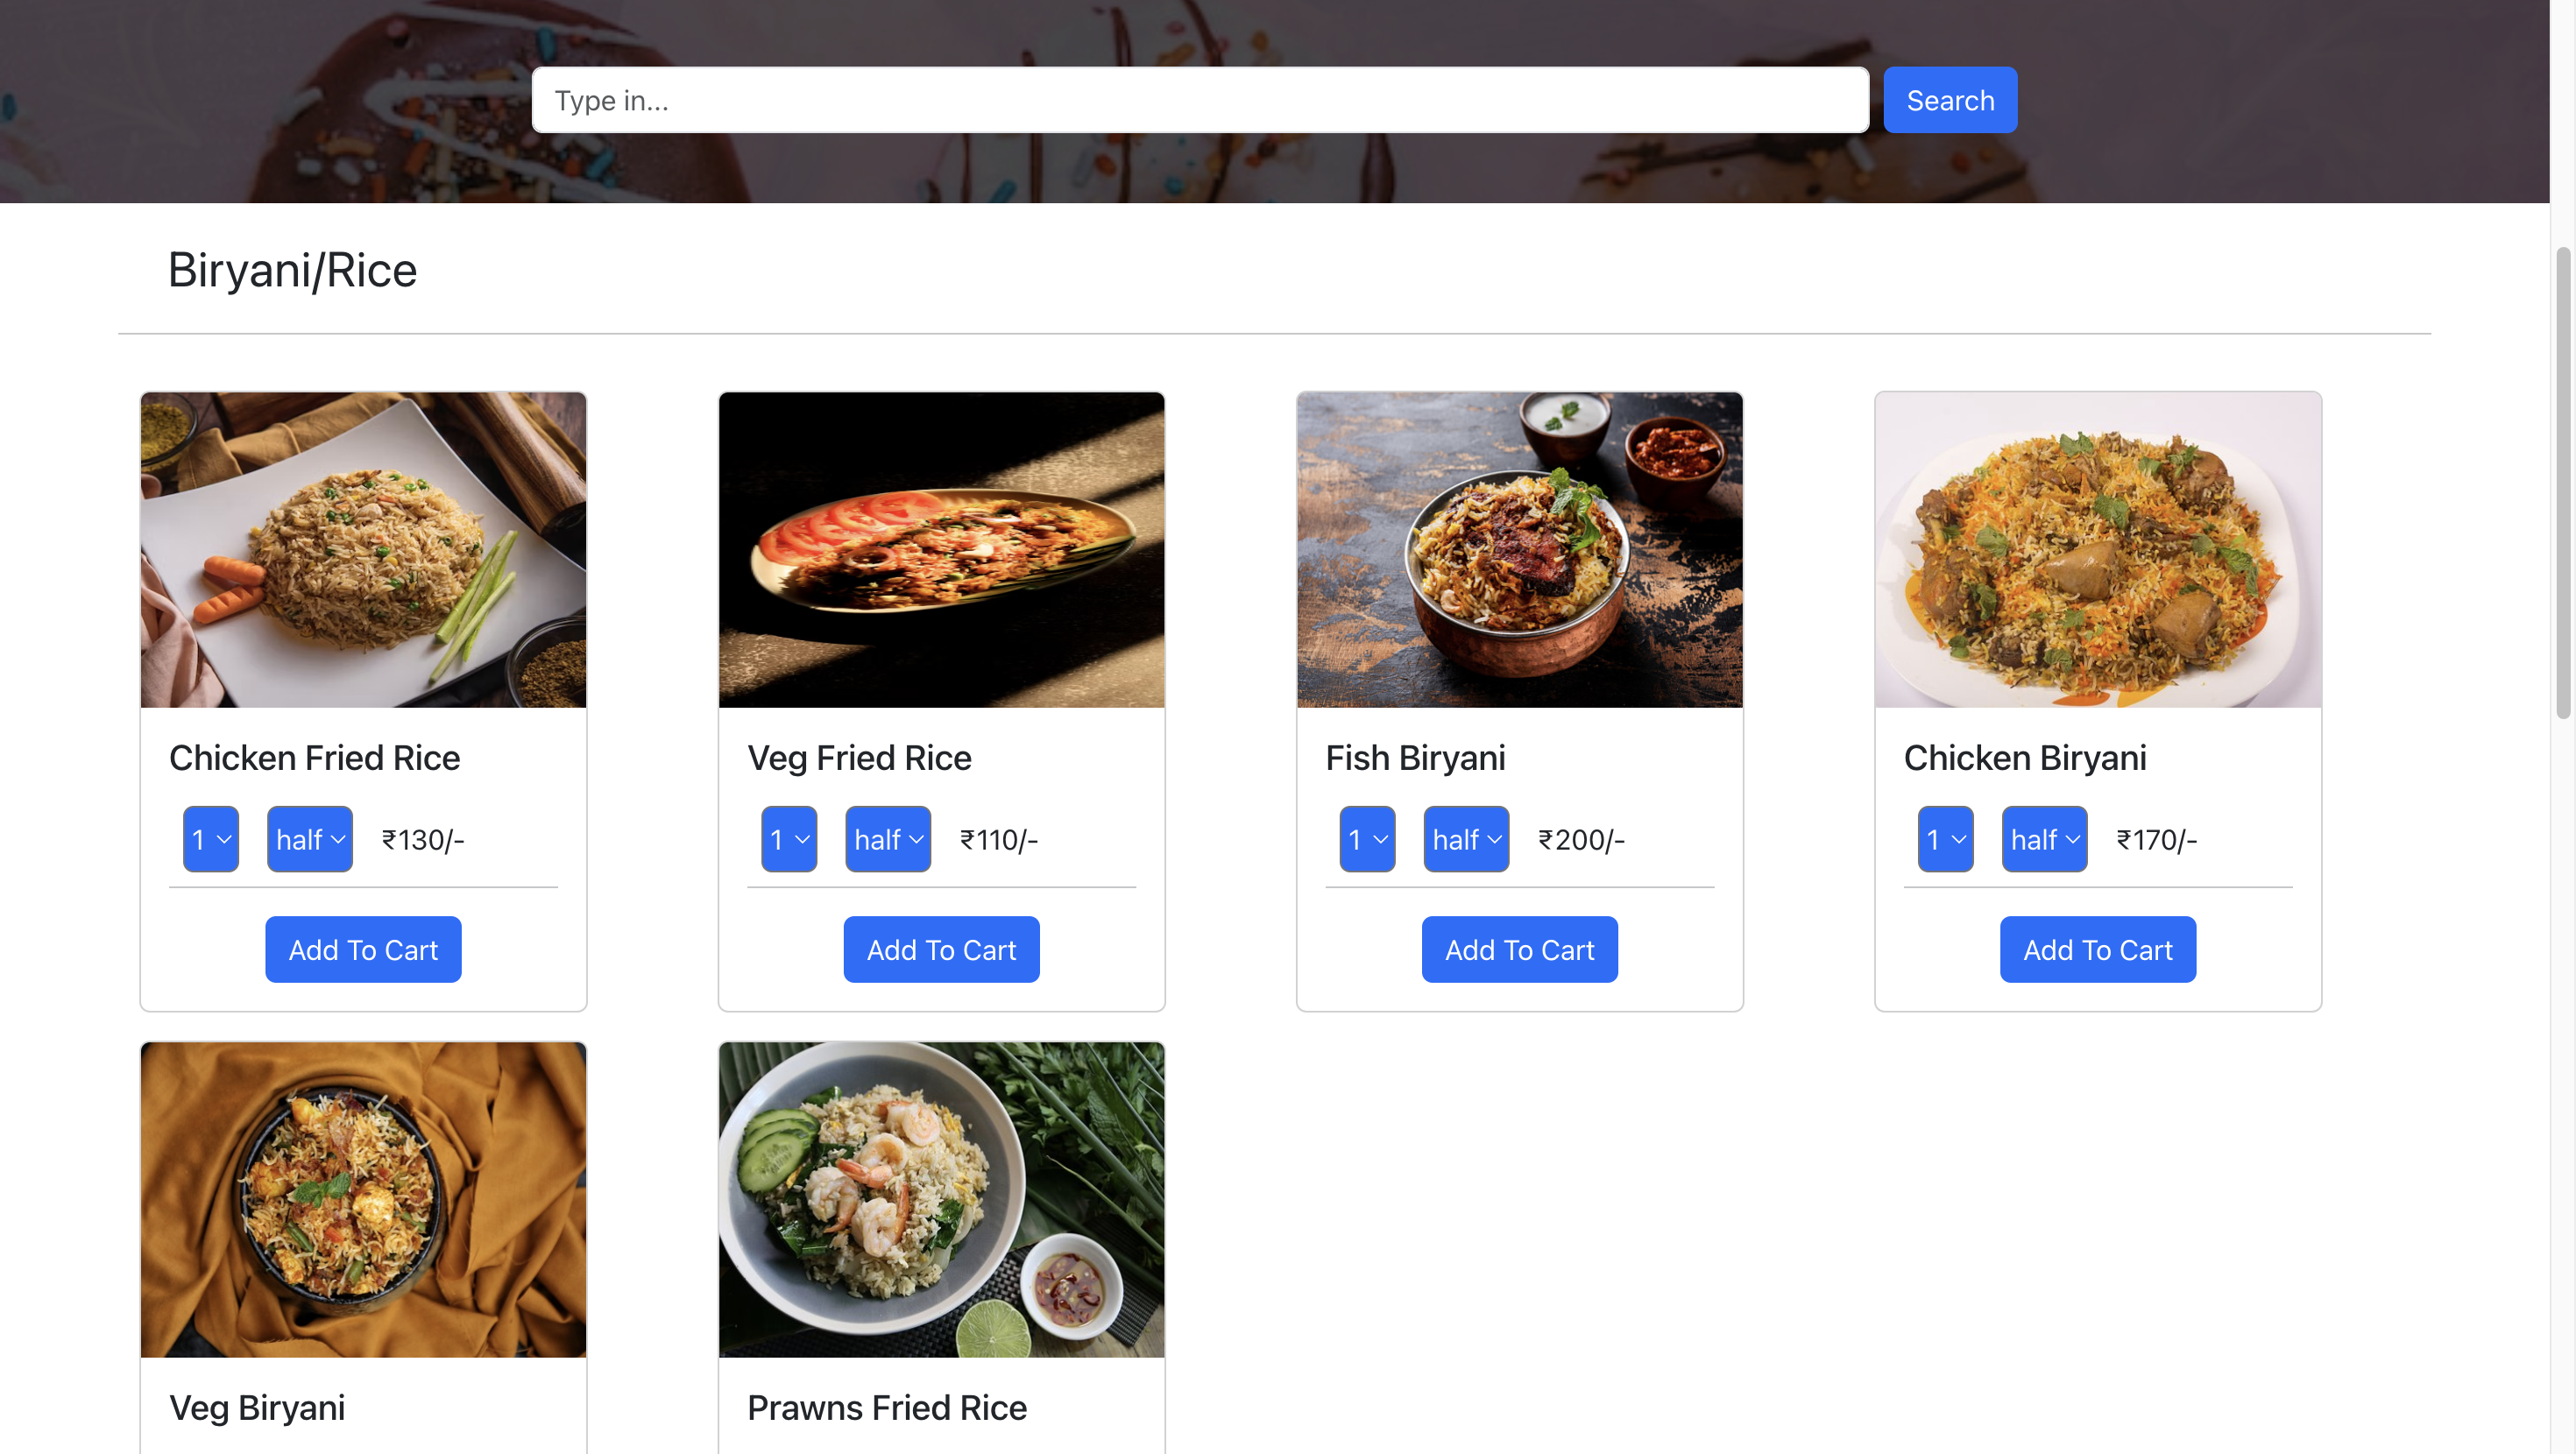 Type in...
Search
Biryani/Rice
Chicken Fried Rice
1 half ₹130/-
Add To Cart
Veg Fried Rice
1 half ₹110/-
Add To Cart
Fish Biryani
1 half ₹200/-
Add To Cart
Chicken Biryani
1 half ₹170/-
Add To Cart
Veg Biryani
Prawns Fried Rice